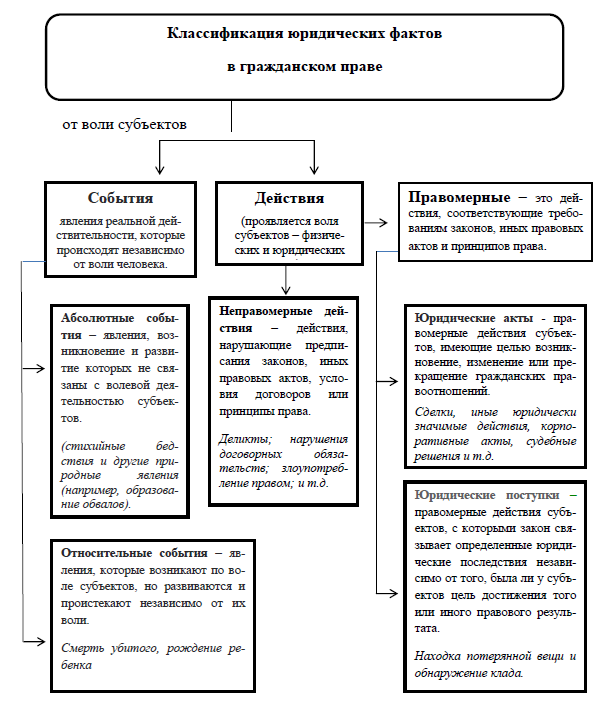 Классификация юридических фактов
в гражданском праве
от воли субъектов
События
явления реальной дей-
ствительности, которые
происходят независимо
от воли человека.
Действия
(проявляется воля
субъектов – физичес-
ких и юридических
Правомерные – это дей-
ствия, соответствующие требо-
ваниям законов, иных правовых
актов и принципов права.
Абсолютные собы-
тия – явления, воз-
никновение и разви-
тие которых не свя-
заны с волевой дея-
тельностью субъек-
тов.
(стихийные бед-
ствия и другие при-
родные явления
(например, образова-
ние обвалов).
Неправомерные дей-
ствия – действия,
нарушающие предпи-
сания законов, иных
правовых актов, усло-
вия договоров или
принципы права.
Деликты; нарушения
договорных обяза-
тельств; злоупотреб-
ление правом; и т.д.
Юридические акты - пра-
вомерные действия субъек-
тов, имеющие целью возник-
новение, изменение или пре-
кращение гражданских пра-
воотношений.
Сделки, иные юридически
значимые действия, корпо-
ративные акты, судебные
решения и т.д.
Относительные события – яв-
ления, которые возникают по во-
ле субъектов, но развиваются и
проистекают независимо от их
воли.
Смерть убитого, рождение ре-
бенка
Юридические поступки –
правомерные действия субъ-
ектов, с которыми закон свя-
зывает определенные юриди-
ческие последствия незави-
симо от того, была ли у субъ-
ектов цель достижения того
или иного правового резуль-
тата.
Находка потерянной вещи и
обнаружение клада.